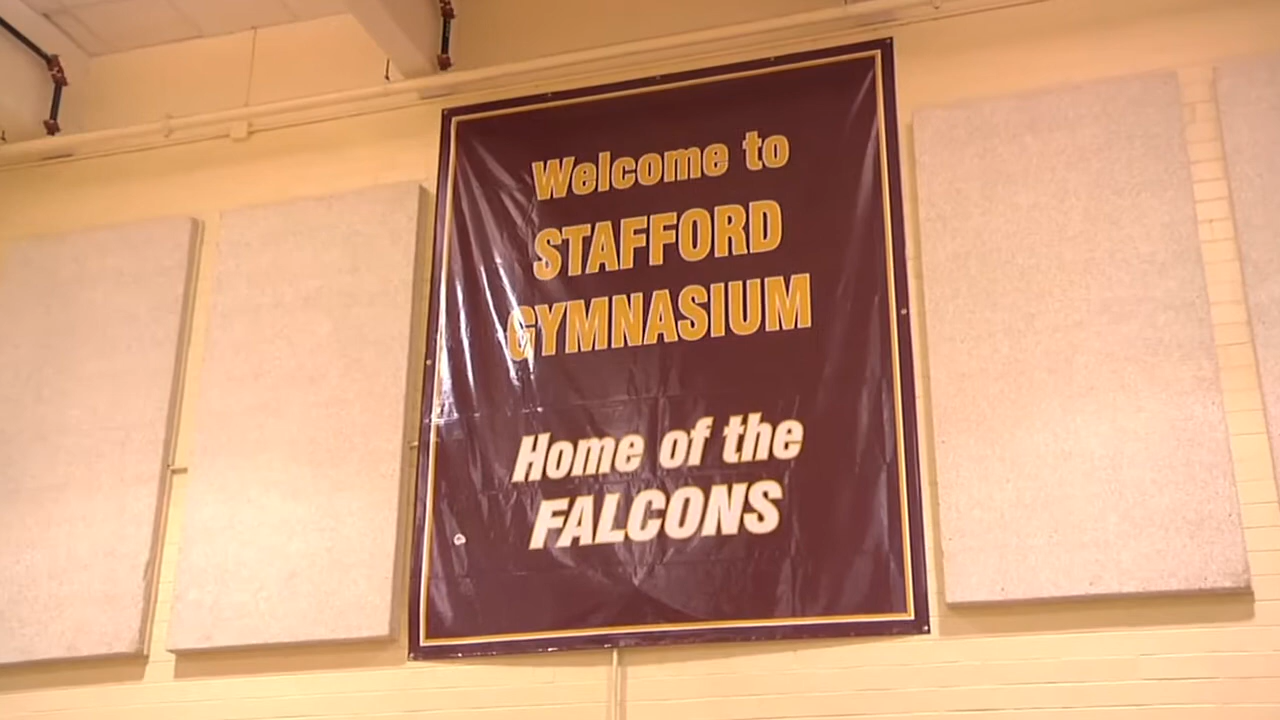 Welcome to
STAFFORD
GYMNASIUM
Home of the
FALCONS